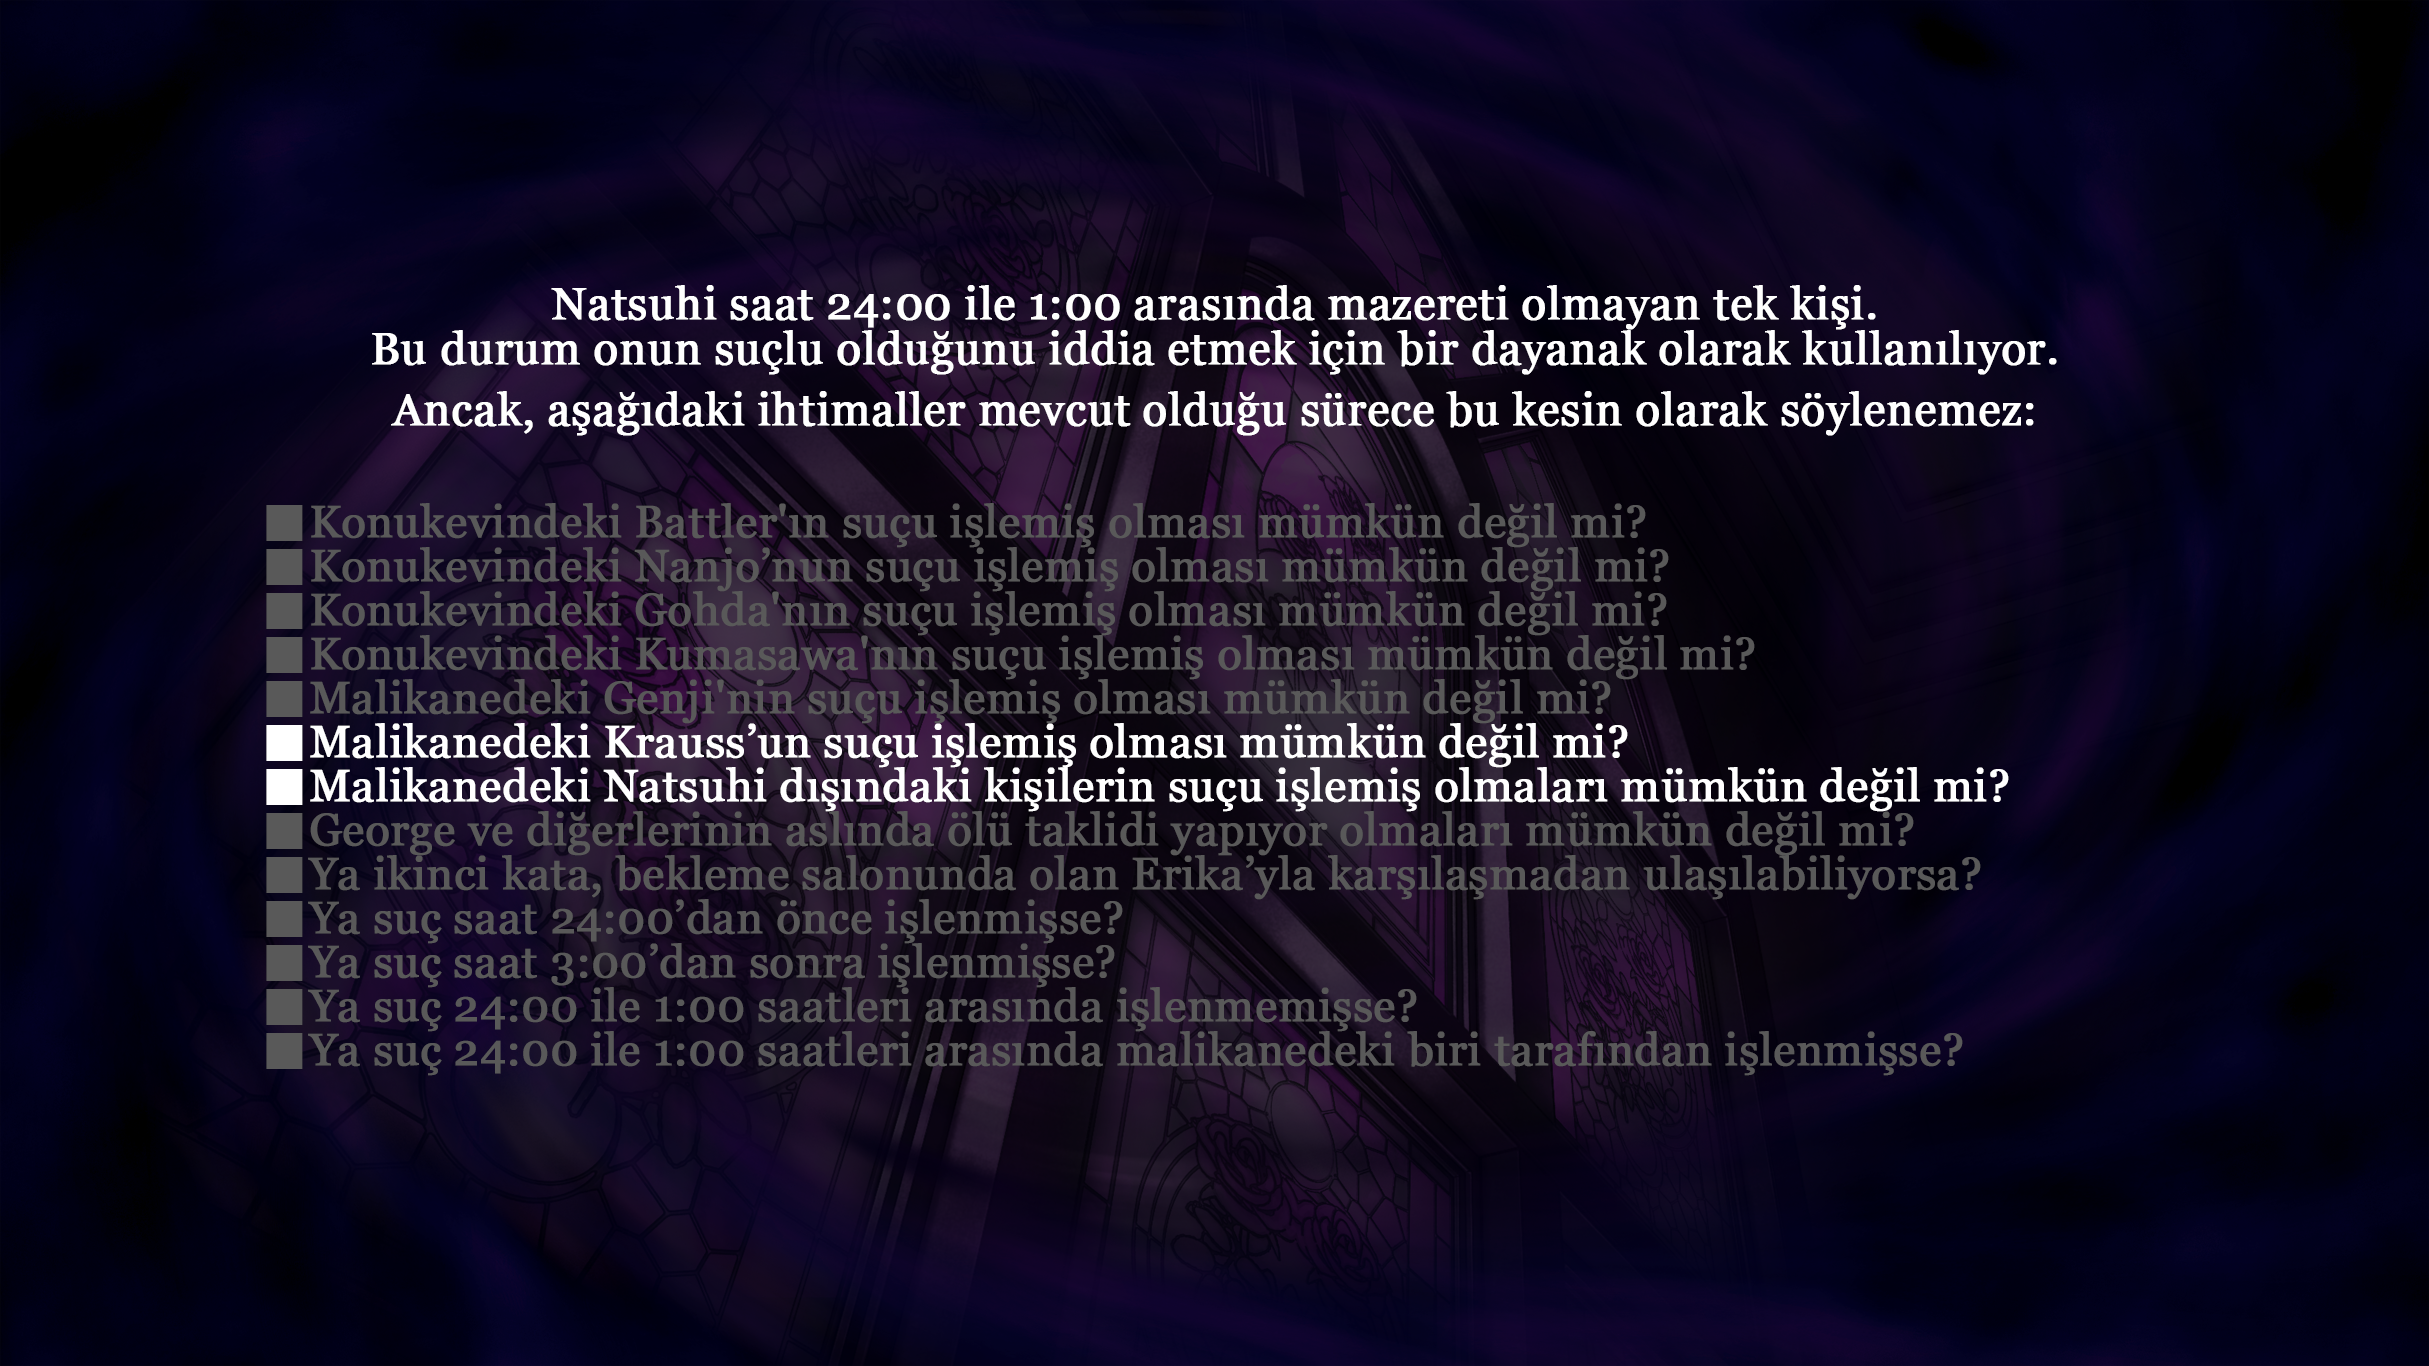 Natsuhi saat 24:00 ile 1:00 arasında mazereti olmayan tek kişi.
Bu durum onun suçlu olduğunu iddia etmek için bir dayanak olarak kullanılıyor.
Ancak, aşağıdaki ihtimaller mevcut olduğu sürece bu kesin olarak söylenemez:
■Konukevindeki Battler'ın suçu işlemiş olması mümkün değil mi?
■Konukevindeki Nanjo’nun suçu işlemiş olması mümkün değil mi?
■Konukevindeki Gohda'nın suçu işlemiş olması mümkün değil mi?
■Konukevindeki Kumasawa'nın suçu işlemiş olması mümkün değil mi?
■Malikanedeki Genji'nin suçu işlemiş olması mümkün değil mi?
■Malikanedeki Krauss’un suçu işlemiş olması mümkün değil mi?
■Malikanedeki Natsuhi dışındaki kişilerin suçu işlemiş olmaları mümkün değil mi?
■George ve diğerlerinin aslında ölü taklidi yapıyor olmaları mümkün değil mi?
■Ya ikinci kata, bekleme salonunda olan Erika’yla karşılaşmadan ulaşılabiliyorsa?
■Ya suç saat 24:00’dan önce işlenmişse?
■Ya suç saat 3:00’dan sonra işlenmişse?
■Ya suç 24:00 ile 1:00 saatleri arasında işlenmemişse?
■Ya suç 24:00 ile 1:00 saatleri arasında malikanedeki biri tarafından işlenmişse?